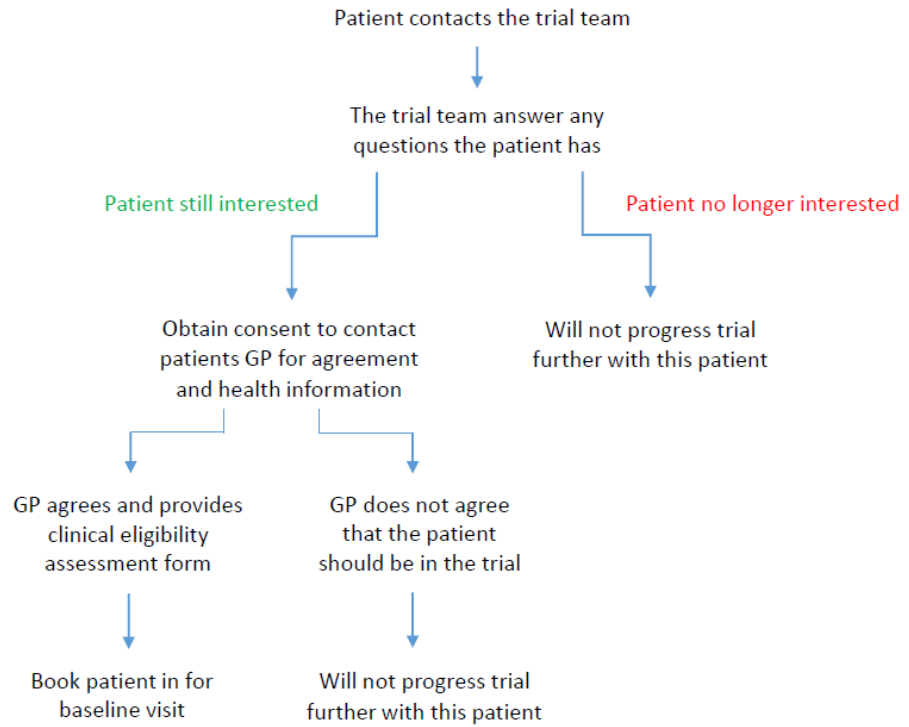 Patient contacts the trial team
The trial team answer any
questions the patient has
Patient still interested
Patient no longer interested
Obtain consent to contact
patients GP for agreement
and health information
Will not progress trial
further with this patient
GP agrees and provides
clinical eligibility
assessment form
GP does not agree
that the patient
should be in the trial
Book patient in for
baseline visit
Will not progress trial
further with this patient